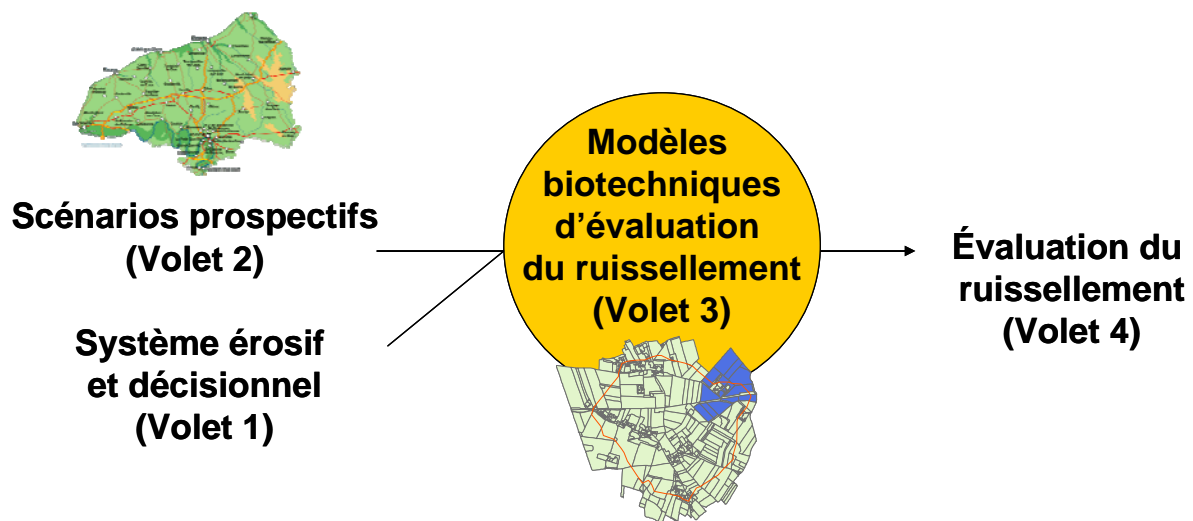 Scénarios prospectifs
(Volet 2)
Système érosif
et décisionnel
(Volet 1)
Modèles
biotechniques
d’évaluation
du ruissellement
(Volet 3)
Évaluation du
ruissellement
(Volet 4)